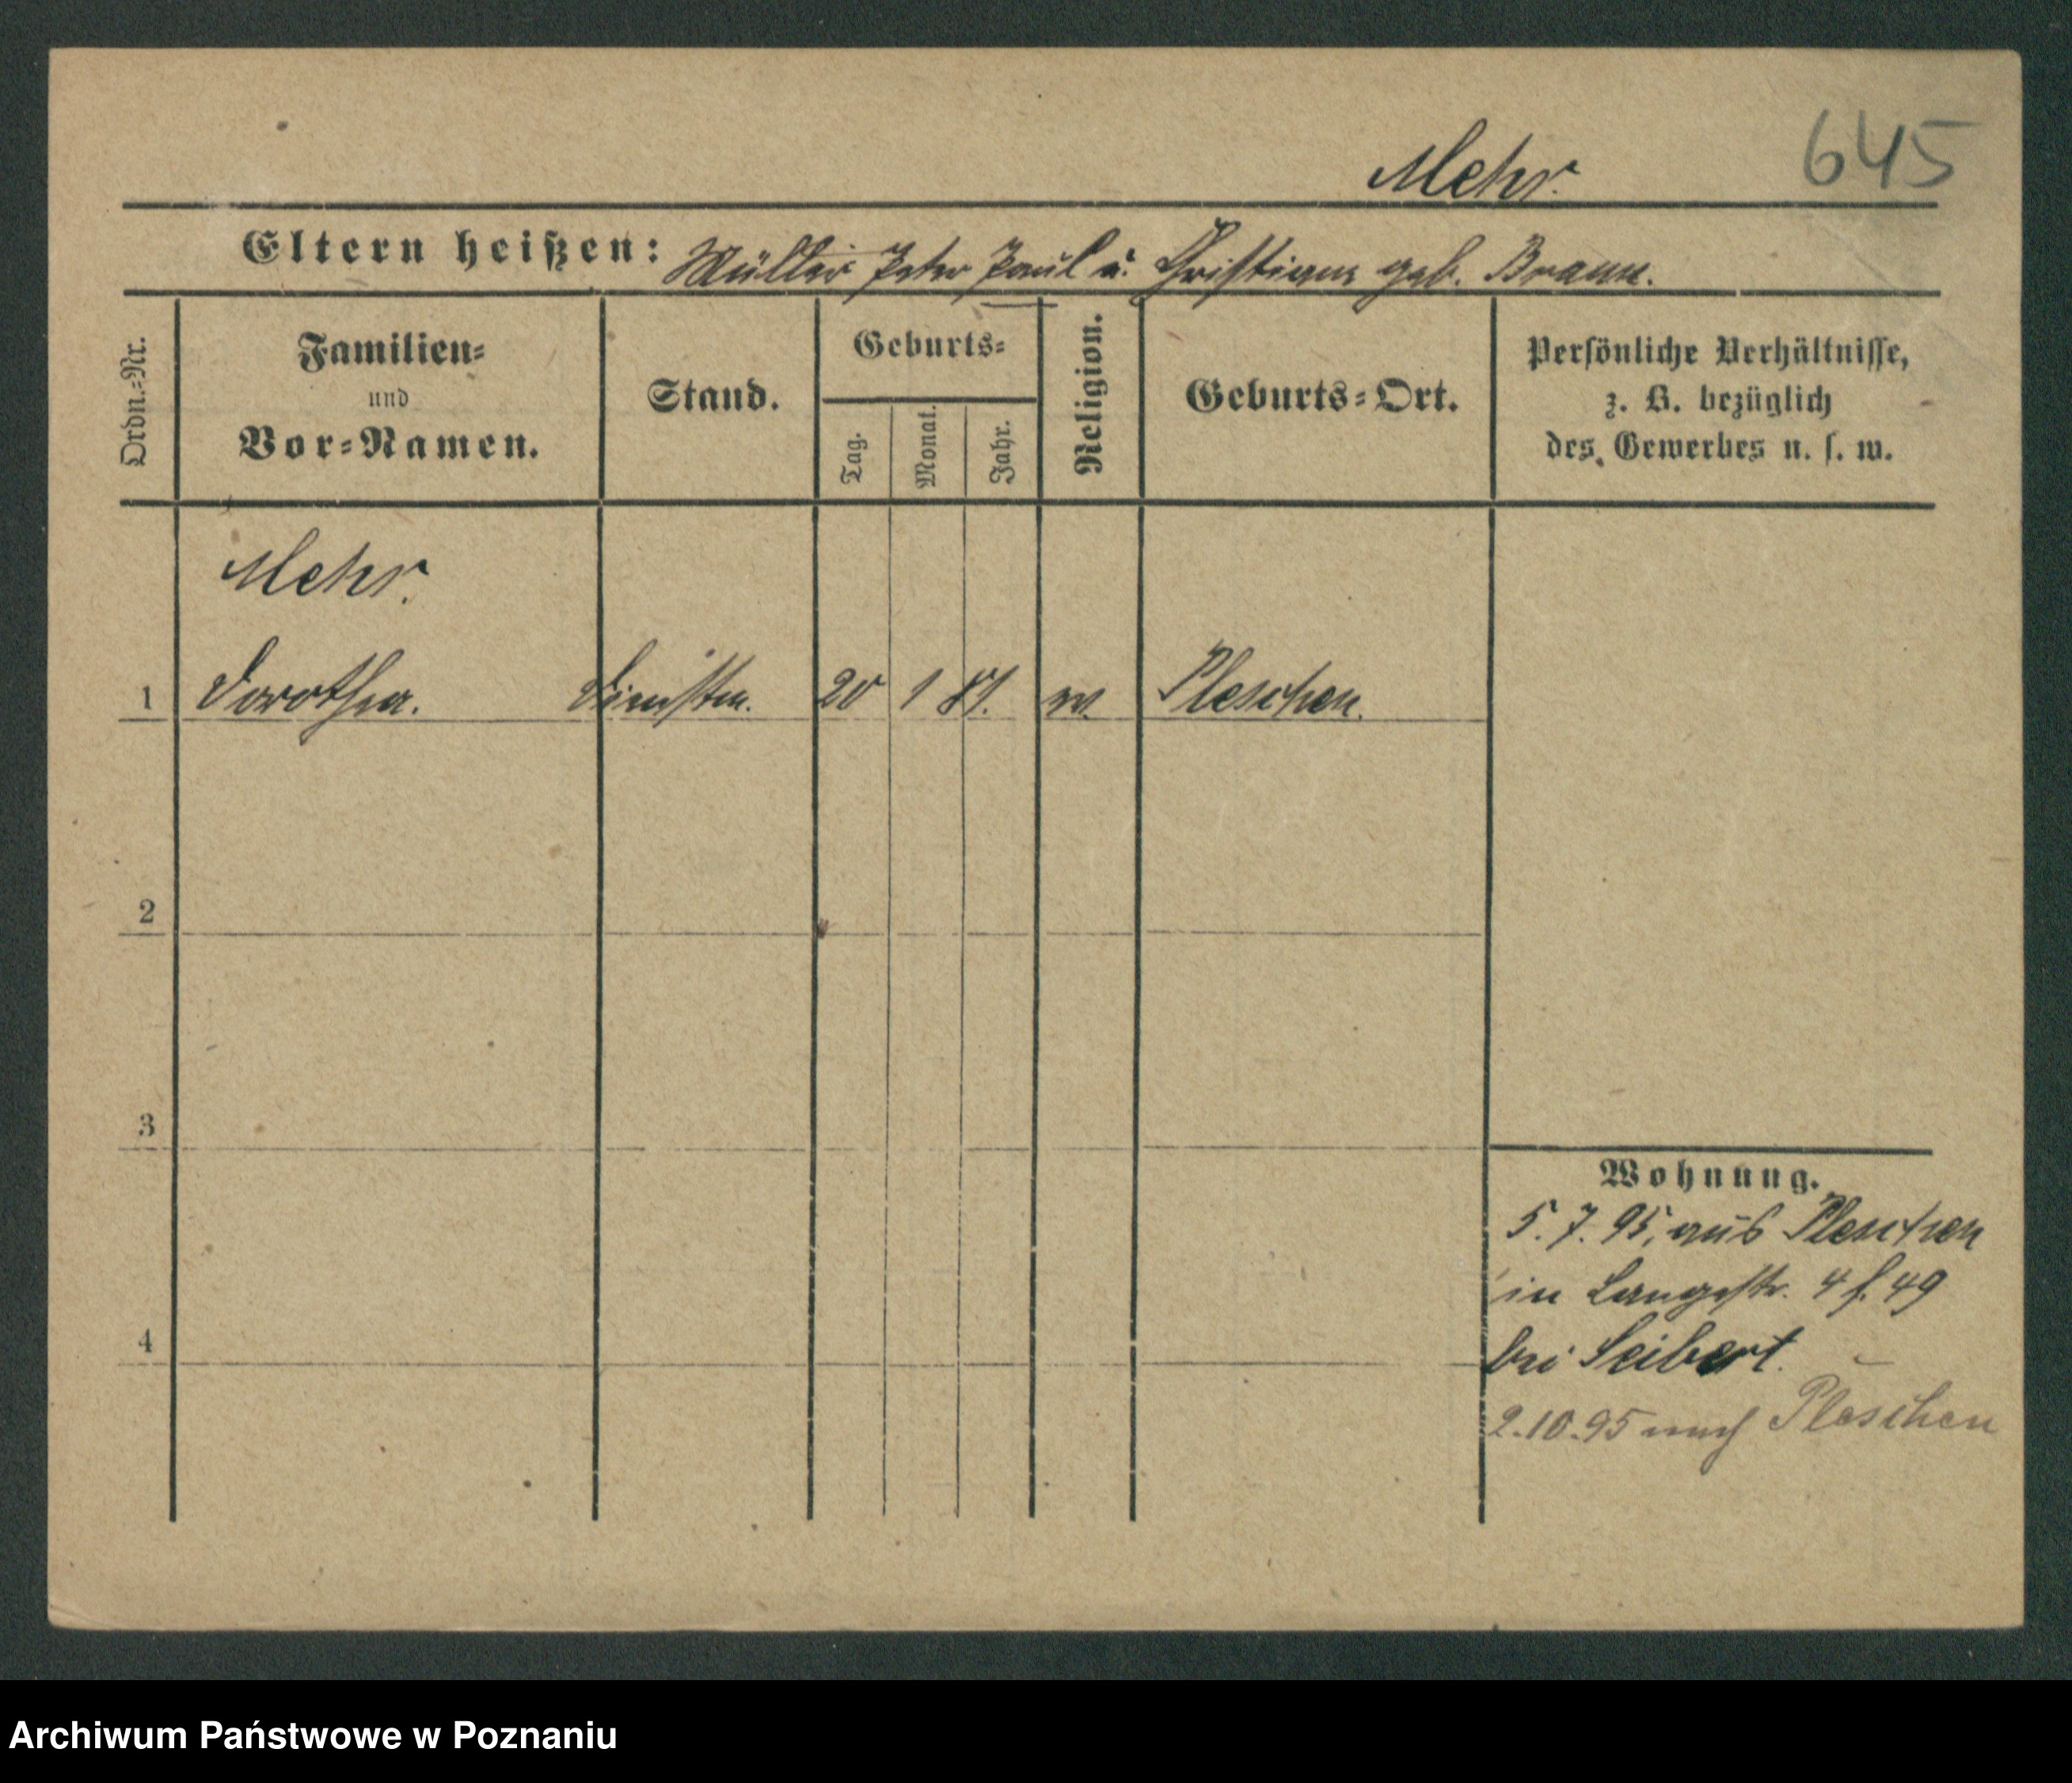 Mehr. 645
Eltern heißen: Müller Peter Paul u. Christiane geb. Braun.
Ordn.-Nr.
Familien-
und
Vor-Namen.
Stand.
Geburts-
Tag.
Monat.
Jahr.
Religion.
Geburts-Ort.
Persönliche Verhältnisse,
z. B. bezüglich
des Gewerbes u. s. w.
Mehr.
1 Dorothea. 20 1 81. Pleschen.
2
3
4
Wohnung.
5.7.95, aus Pleschen
in Langestr. 4 f. 49
bei Seibert.
2.10.95 nach Pleschen
Archiwum Państwowe w Poznaniu